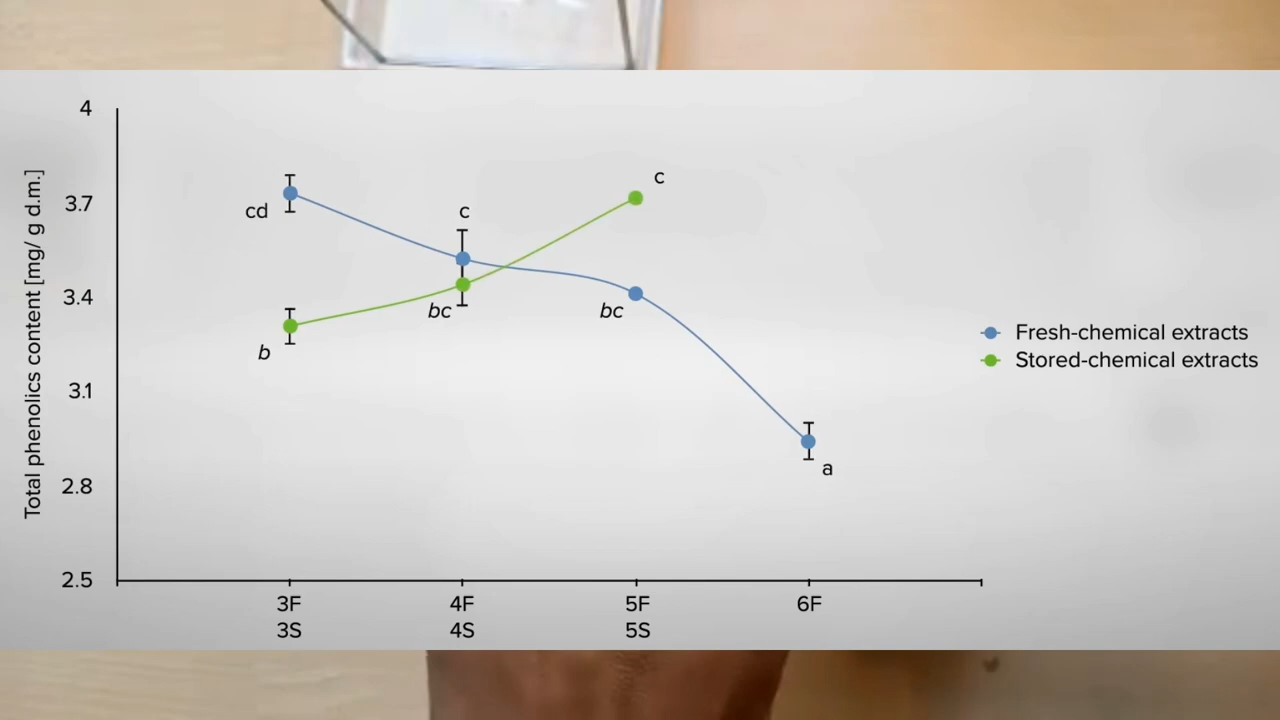 4
3.7
3.4
3.1
2.8
2.5
Total phenolics content [mg/ g d.m.]
cd
c
c
b
bc
bc
a
Fresh-chemical extracts
Stored-chemical extracts
3F
4F
5F
6F
3S
4S
5S